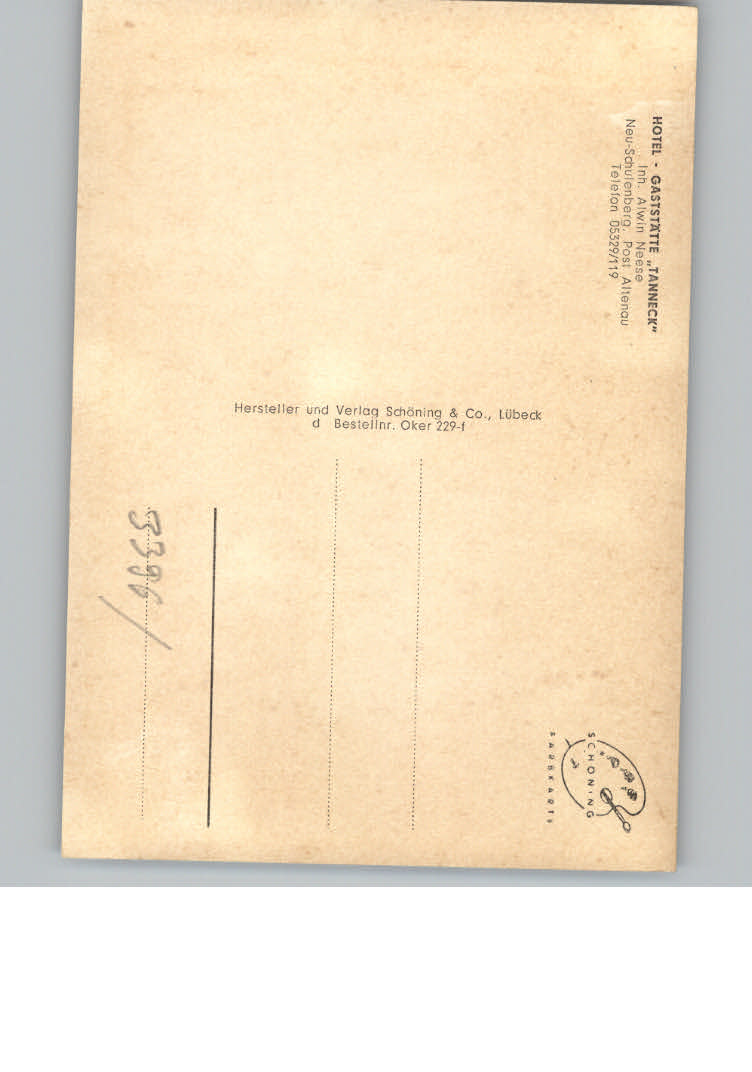 HOTEL - GASTSTÄTTE „TANNECK"
Inh. Alwin Neese
Neu-Schulenberg, Post Altenau
Telefon 05329/119
Hersteller und Verlag Schöning & Co., Lübeck
d Bestellnr. Oker 229-f
SCHÖNING
FARBKARTE
3396/